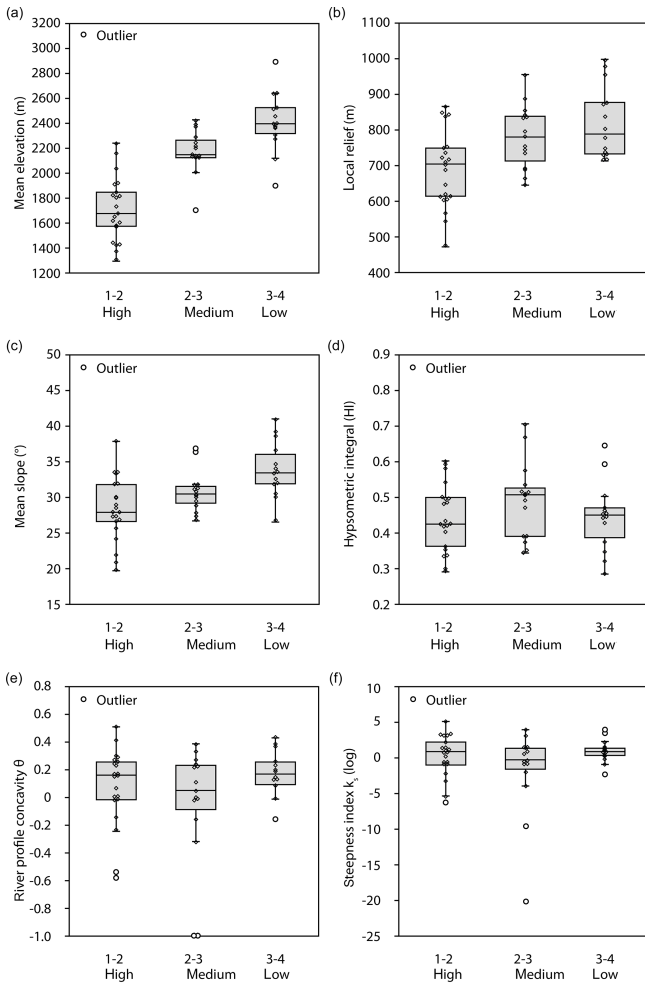 (a)
3200
3000
2800
2600
2400
2200
2000
1800
1600
1400
1200
Mean elevation (m)
Outlier
1-2 2-3 3-4
High Medium Low
(b)
1100
1000
900
800
700
600
500
400
Local relief (m)
1-2 2-3 3-4
High Medium Low
(c)
50
45
40
35
30
25
20
15
Mean slope (°)
Outlier
1-2 2-3 3-4
High Medium Low
(d)
0.9
0.8
0.7
0.6
0.5
0.4
0.3
0.2
Hypsometric integral (HI)
Outlier
1-2 2-3 3-4
High Medium Low
(e)
0.8
0.6
0.4
0.2
0
-0.2
-0.4
-0.6
-0.8
-1.0
River profile concavity θ
Outlier
1-2 2-3 3-4
High Medium Low
(f)
10
5
0
-5
-10
-15
-20
-25
Steepness index ks (log)
Outlier
1-2 2-3 3-4
High Medium Low